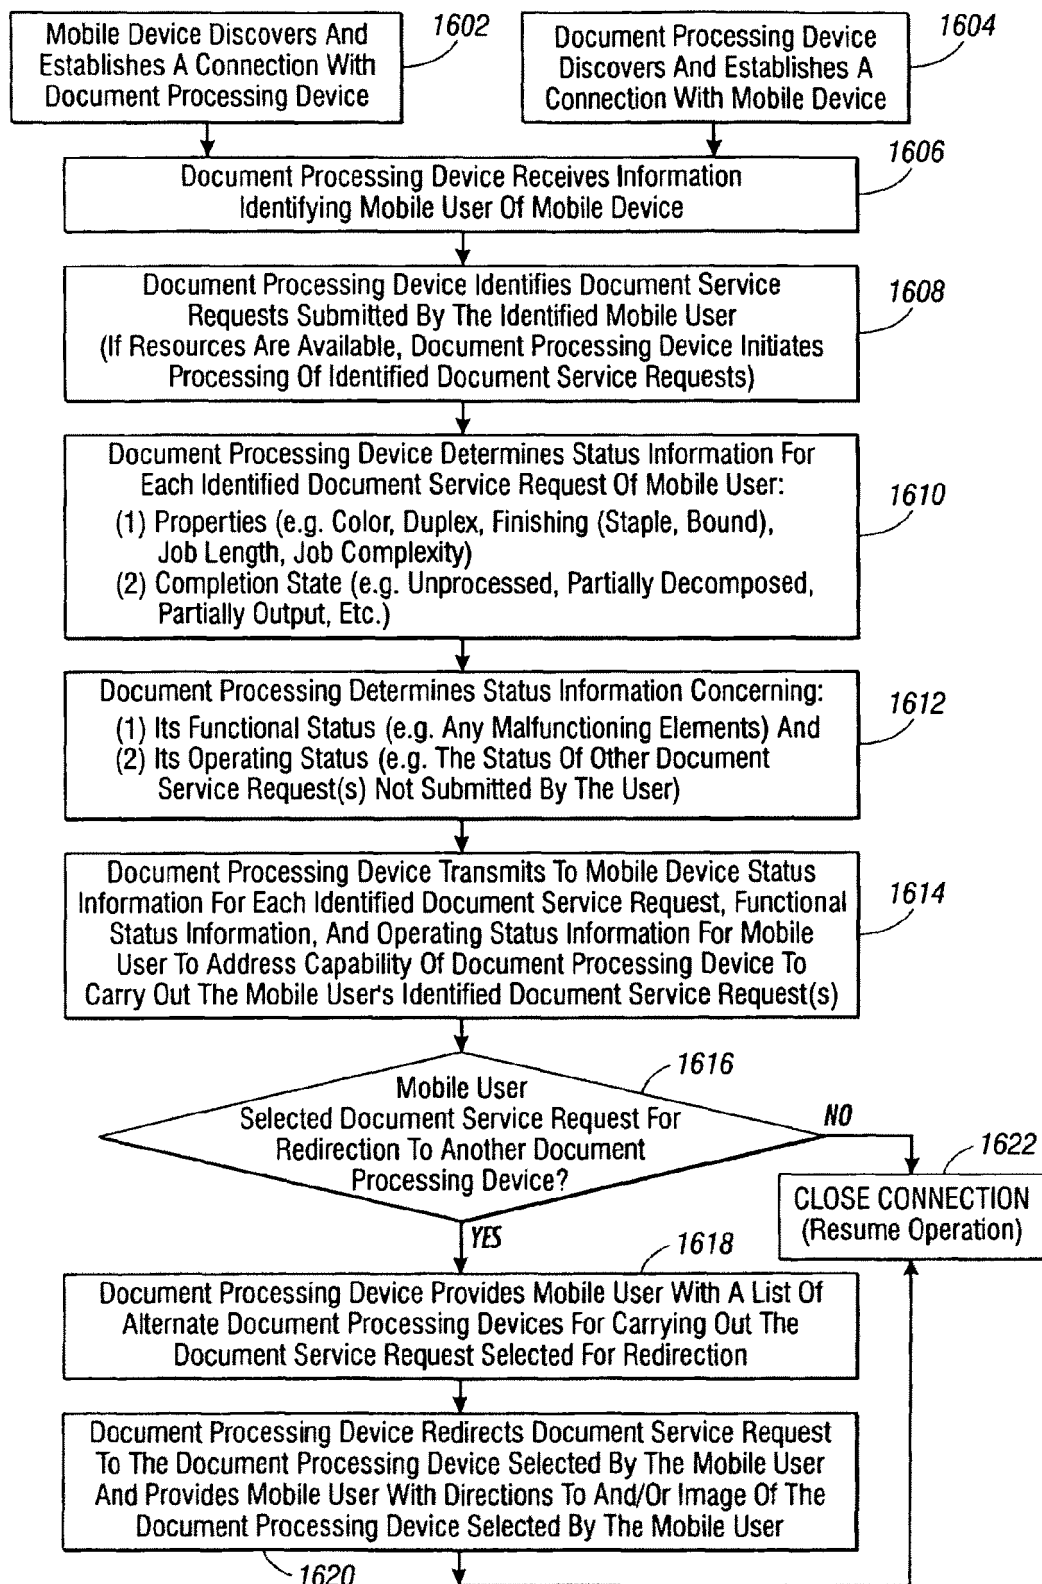 Mobile Device Discovers And
Establishes A Connection With
Document Processing Device
1602
Document Processing Device
Discovers And Establishes A
Connection With Mobile Device
1604
Document Processing Device Receives Information
Identifying Mobile User Of Mobile Device
1606
Document Processing Device Identifies Document Service
Requests Submitted By The Identified Mobile User
(If Resources Are Available, Document Processing Device Initiates
Processing Of Identified Document Service Requests)
1608
Document Processing Device Determines Status Information For
Each Identified Document Service Request Of Mobile User:
(1) Properties (e.g. Color, Duplex, Finishing (Staple, Bound),
Job Length, Job Complexity)
(2) Completion State (e.g. Unprocessed, Partially Decomposed,
Partially Output, Etc.)
1610
Document Processing Determines Status Information Concerning:
(1) Its Functional Status (e.g. Any Malfunctioning Elements) And
(2) Its Operating Status (e.g. The Status Of Other Document
Service Request(s) Not Submitted By The User)
1612
Document Processing Device Transmits To Mobile Device Status
Information For Each Identified Document Service Request, Functional
Status Information, And Operating Status Information For Mobile
User To Address Capability Of Document Processing Device To
Carry Out The Mobile User's Identified Document Service Request(s)
1614
Mobile User
Selected Document Service Request For
Redirection To Another Document
Processing Device?
1616
NO
1622
CLOSE CONNECTION
(Resume Operation)
YES
1618
Document Processing Device Provides Mobile User With A List Of
Alternate Document Processing Devices For Carrying Out The
Document Service Request Selected For Redirection
Document Processing Device Redirects Document Service Request
To The Document Processing Device Selected By The Mobile User
And Provides Mobile User With Directions To And/Or Image Of The
Document Processing Device Selected By The Mobile User
1620